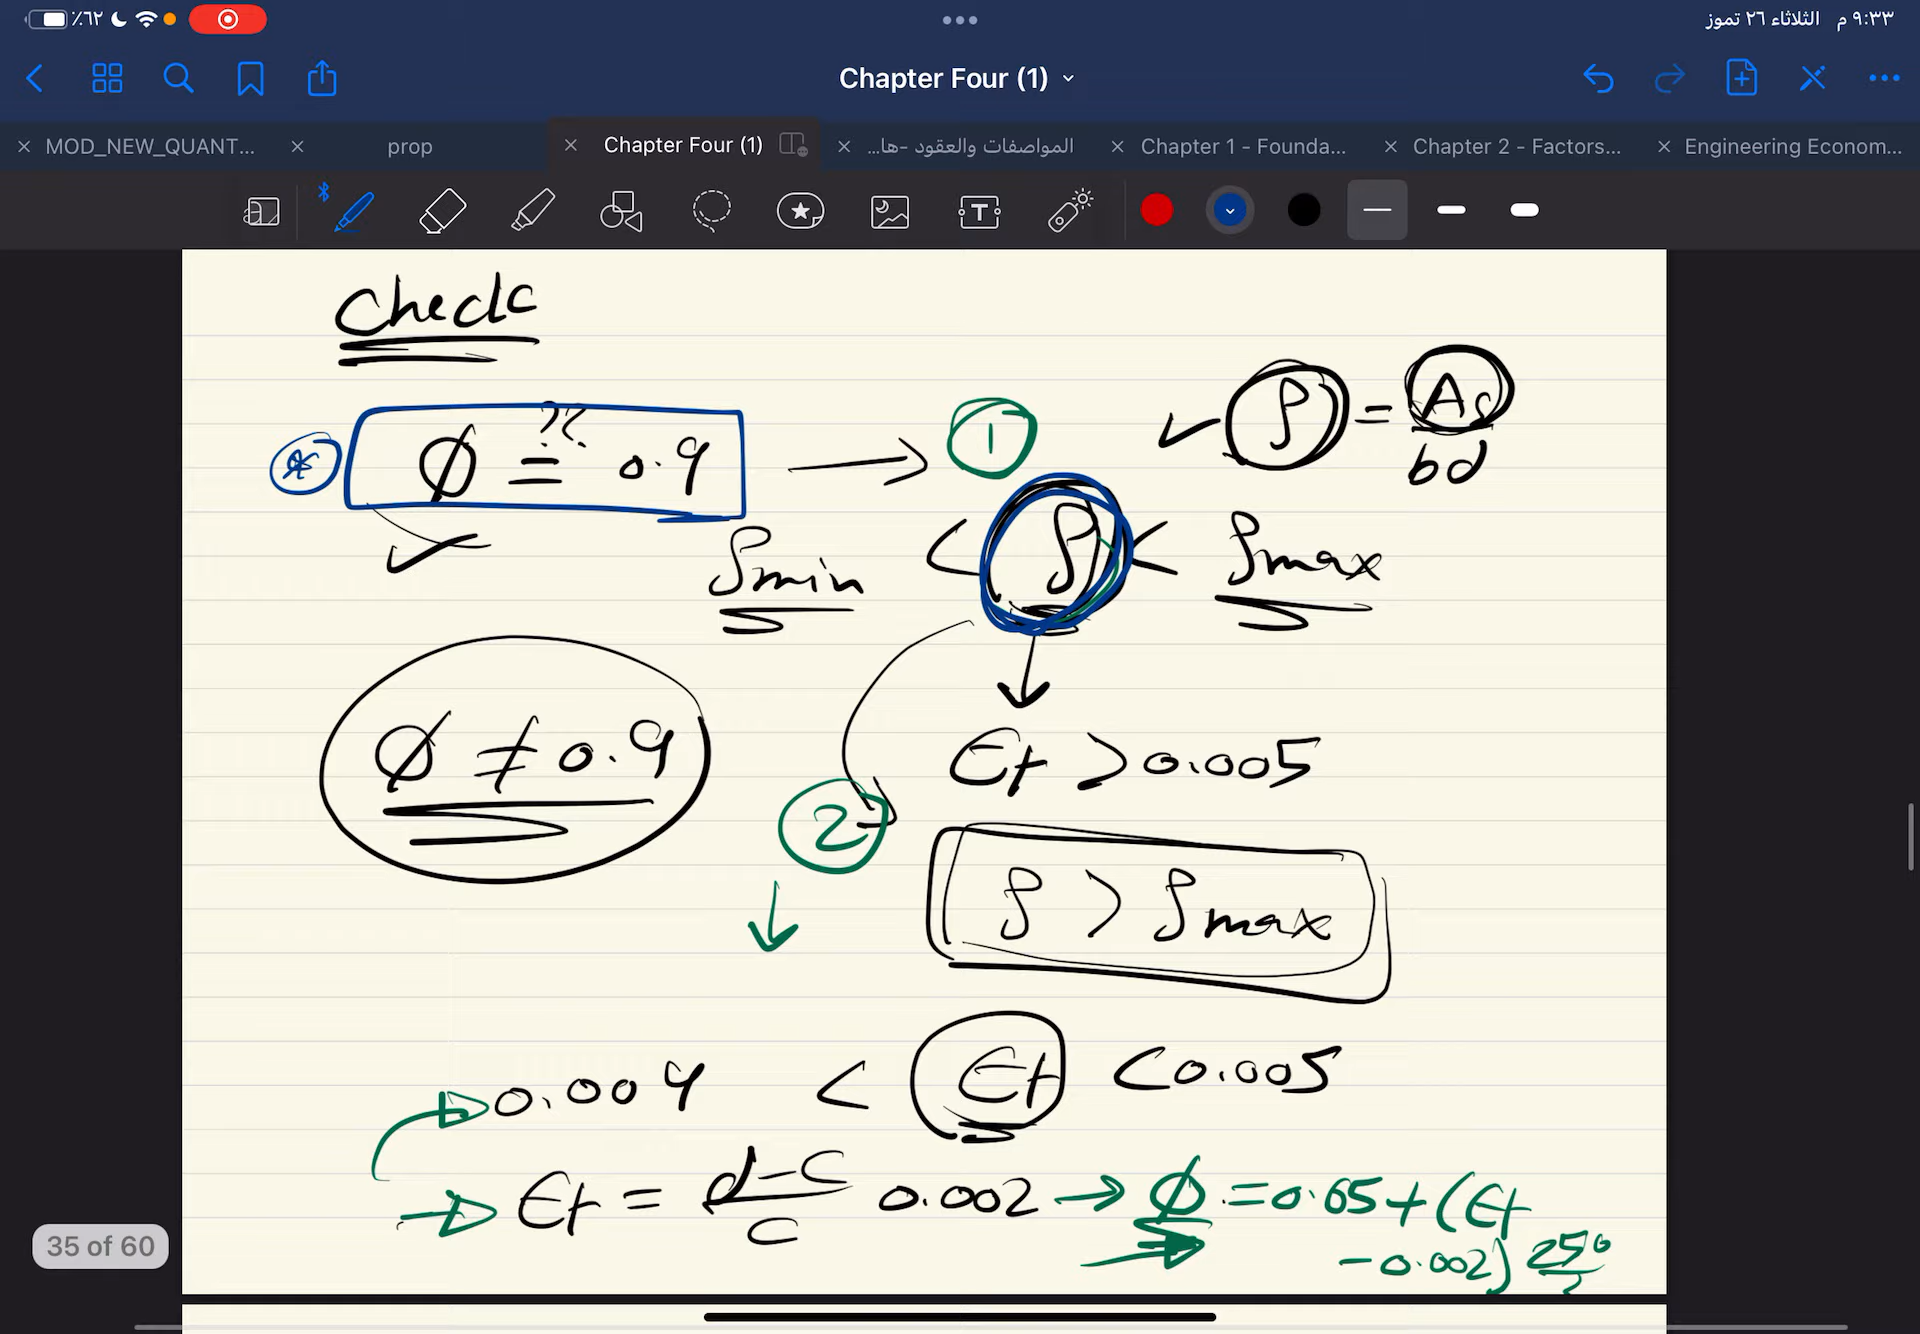 ٪٦٢
٩:٣٣ م الثلاثاء ٢٦ تموز
Chapter Four (1)
MOD_NEW_QUANT...
prop
Chapter Four (1)
المواصفات والعقود -ها...
Chapter 1 - Founda...
Chapter 2 - Factors...
Engineering Econom...
Check
* ϕ =?? 0.9 → 1
✓ ρ = As/bd
ρmin < ρ < ρmax
ϕ ≠ 0.9
Et > 0.005
2
ρ > ρmax
0.004 < Et < 0.005
Et = d-c/c 0.002 → ϕ = 0.65 + (Et
- 0.002) 250/3
35 of 60